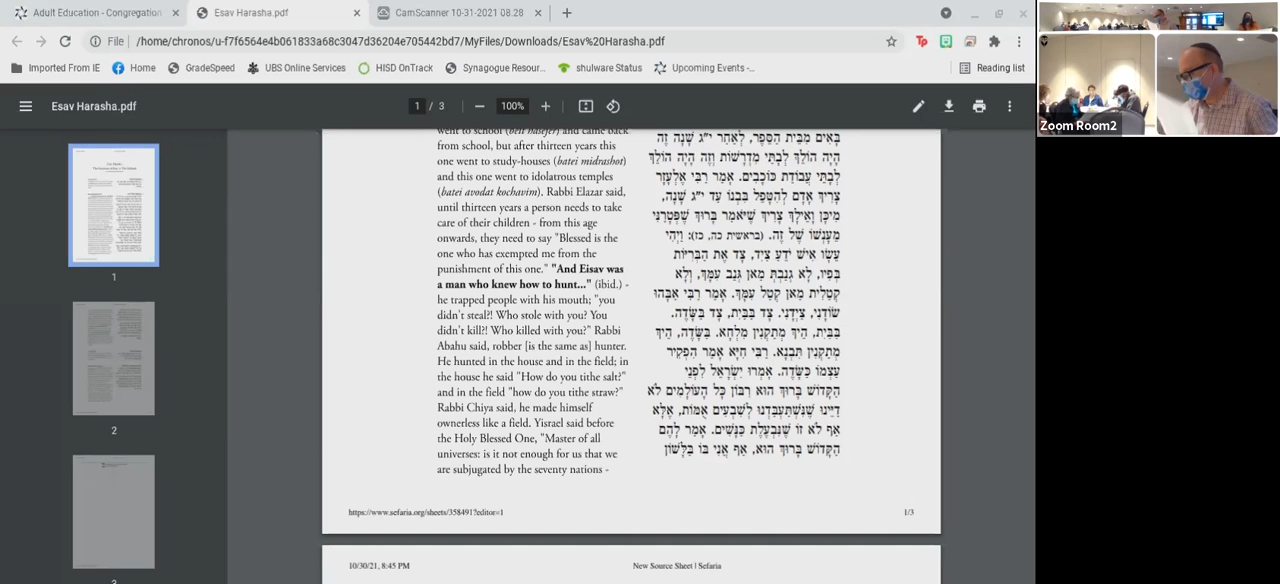 Adult Education - Congregation
Esav Harasha.pdf
CamScanner 10-31-2021 08.28
File
/home/chronos/u-f7f6564e4b061833a68c3047d36204e705442bd7/MyFiles/Downloads/Esav%20Harasha.pdf
Imported From IE
Home
GradeSpeed
UBS Online Services
HISD OnTrack
Synagogue Resour...
shulware Status
Upcoming Events -...
Reading list
Esav Harasha.pdf
1 / 3
100%
Zoom Room2
1
2
3
went to school (beit hasefer) and came back
from school, but after thirteen years this
one went to study-houses (batei midrashot)
and this one went to idolatrous temples
(batei avodat kochavim). Rabbi Elazar said,
until thirteen years a person needs to take
care of their children - from this age
onwards, they need to say "Blessed is the
one who has exempted me from the
punishment of this one." "And Eisav was
a man who knew how to hunt..." (ibid.) -
he trapped people with his mouth; "you
didn't steal?! Who stole with you? You
didn't kill?! Who killed with you?" Rabbi
Abahu said, robber [is the same as] hunter.
He hunted in the house and in the field; in
the house he said "How do you tithe salt?"
and in the field "how do you tithe straw?"
Rabbi Chiya said, he made himself
ownerless like a field. Yisrael said before
the Holy Blessed One, "Master of all
universes: is it not enough for us that we
are subjugated by the seventy nations -
בָּאִים מִבֵּית הַסֵּפֶר, לְאַחַר י"ג שָׁנָה זֶה
הָיָה הוֹלֵךְ לְבָתֵּי מִדְרָשׁוֹת וְזֶה הָיָה הוֹלֵךְ
לְבָתֵּי עֲבוֹדַת כּוֹכָבִים. אָמַר רַבִּי אֶלְעָזָר
צָרִיךְ אָדָם לְהִטָּפֵל בִּבְנוֹ עַד י"ג שָׁנָה,
מִיכָּן וָאֵילָךְ צָרִיךְ שֶׁיֹּאמַר בָּרוּךְ שֶׁפְּטָרַנִי
מֵעָנְשׁוֹ שֶׁל זֶה. (בראשית כה, כז): וַיְהִי
עֵשָׂו אִישׁ יֹדֵעַ צַיִד, צָד אֶת הַבְּרִיּוֹת
בְּפִיו, לָא גְנַבְתְּ מַאן גְּנַב עִמָּךְ, וְלָא
קְטַלִּית מַאן קְטַל עִמָּךְ. אָמַר רַבִּי אַבָּהוּ
שׁוֹדָנִי, צֵידָנִי. צָד בַּבַּיִת, צָד בַּשָּׂדֶה.
בַּבַּיִת, הֵיךְ מְתַקְּנִין מִלְחָא. בַּשָּׂדֶה, הֵיךְ
מְתַקְּנִין תִּבְנָא. רַבִּי חִיָּא אָמַר הִפְקִיר
עַצְמוֹ כַּשָּׂדֶה. אָמְרוּ יִשְׂרָאֵל לִפְנֵי
הַקָּדוֹשׁ בָּרוּךְ הוּא רִבּוֹן כָּל הָעוֹלָמִים לֹא
דַיֵּינוּ שֶׁנִּשְׁתַּעְבַּדְנוּ לְשִׁבְעִים אֻמּוֹת, אֶלָּא
אַף לָזוֹ שֶׁנִּבְעֶלֶת כַּנָּשִׁים. אָמַר לָהֶם
הַקָּדוֹשׁ בָּרוּךְ הוּא, אַף אֲנִי בּוֹ בַּלָּשׁוֹן
https://www.sefaria.org/sheets/358491?editor=1
1/3
10/30/21, 8:45 PM
New Source Sheet | Sefaria